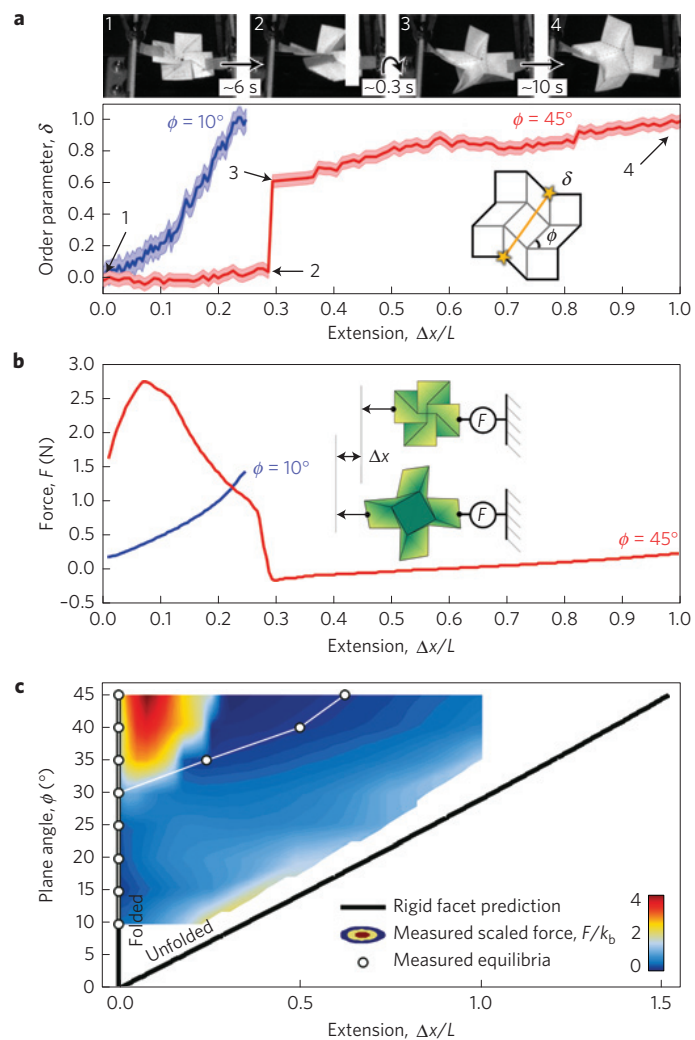 a
1
2
3
4
~6 s
~0.3 s
~10 s
Order parameter, δ
1.0
0.8
0.6
0.4
0.2
0.0
ϕ = 10°
ϕ = 45°
1
3
2
4
δ
ϕ
0.0 0.1 0.2 0.3 0.4 0.5 0.6 0.7 0.8 0.9 1.0
Extension, Δx/L
b
Force, F (N)
3.0
2.5
2.0
1.5
1.0
0.5
0.0
–0.5
ϕ = 10°
ϕ = 45°
F
Δx
F
0.0 0.1 0.2 0.3 0.4 0.5 0.6 0.7 0.8 0.9 1.0
Extension, Δx/L
c
Plane angle, ϕ (°)
45
40
35
30
25
20
15
10
5
0
Folded
Unfolded
Rigid facet prediction
Measured scaled force, F/kb
Measured equilibria
4
2
0
0.0 0.5 1.0 1.5
Extension, Δx/L